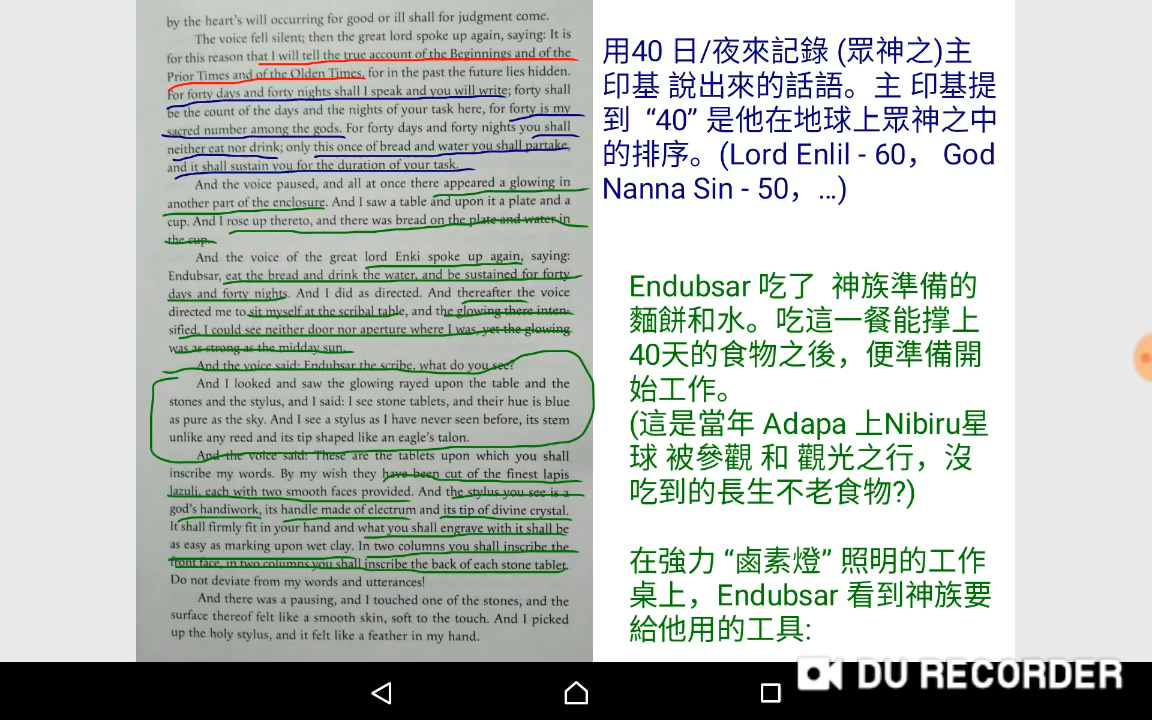 by the heart's will occurring for good or ill shall for judgment come.
The voice fell silent; then the great lord spoke up again, saying: It is
for this reason that I will tell the true account of the Beginnings and of the
Prior Times and of the Olden Times, for in the past the future lies hidden.
For forty days and forty nights shall I speak and you will write; forty shall
be the count of the days and the nights of your task here, for forty is my
sacred number among the gods. For forty days and forty nights you shall
neither eat nor drink; only this once of bread and water you shall partake,
and it shall sustain you for the duration of your task.
And the voice paused, and all at once there appeared a glowing in
another part of the enclosure. And I saw a table and upon it a plate and a
cup. And I rose up thereto, and there was bread on the plate and water in
the cup.
And the voice of the great lord Enki spoke up again, saying:
Endubsar, eat the bread and drink the water, and be sustained for forty
days and forty nights. And I did as directed. And thereafter the voice
directed me to sit myself at the scribal table, and the glowing there inten-
sified. I could see neither door nor aperture where I was, yet the glowing
was as strong as the midday sun.
And the voice said: Endubsar the scribe, what do you see?
And I looked and saw the glowing rayed upon the table and the
stones and the stylus, and I said: I see stone tablets, and their hue is blue
as pure as the sky. And I see a stylus as I have never seen before, its stem
unlike any reed and its tip shaped like an eagle's talon.
And the voice said: These are the tablets upon which you shall
inscribe my words. By my wish they have been cut of the finest lapis
lazuli, each with two smooth faces provided. And the stylus you see is a
god's handiwork, its handle made of electrum and its tip of divine crystal.
It shall firmly fit in your hand and what you shall engrave with it shall be
as easy as marking upon wet clay. In two columns you shall inscribe the
front face, in two columns you shall inscribe the back of each stone tablet.
Do not deviate from my words and utterances!
And there was a pausing, and I touched one of the stones, and the
surface thereof felt like a smooth skin, soft to the touch. And I picked
up the holy stylus, and it felt like a feather in my hand.
用40 日/夜來記錄 (眾神之)主
印基 說出來的話語。主 印基提
到 “40” 是他在地球上眾神之中
的排序。(Lord Enlil - 60， God
Nanna Sin - 50，...)
Endubsar 吃了 神族準備的
麵餅和水。吃這一餐能撐上
40天的食物之後，便準備開
始工作。
(這是當年 Adapa 上Nibiru星
球 被參觀 和 觀光之行，沒
吃到的長生不老食物?)
在強力 “鹵素燈” 照明的工作
桌上，Endubsar 看到神族要
給他用的工具:
DU RECORDER